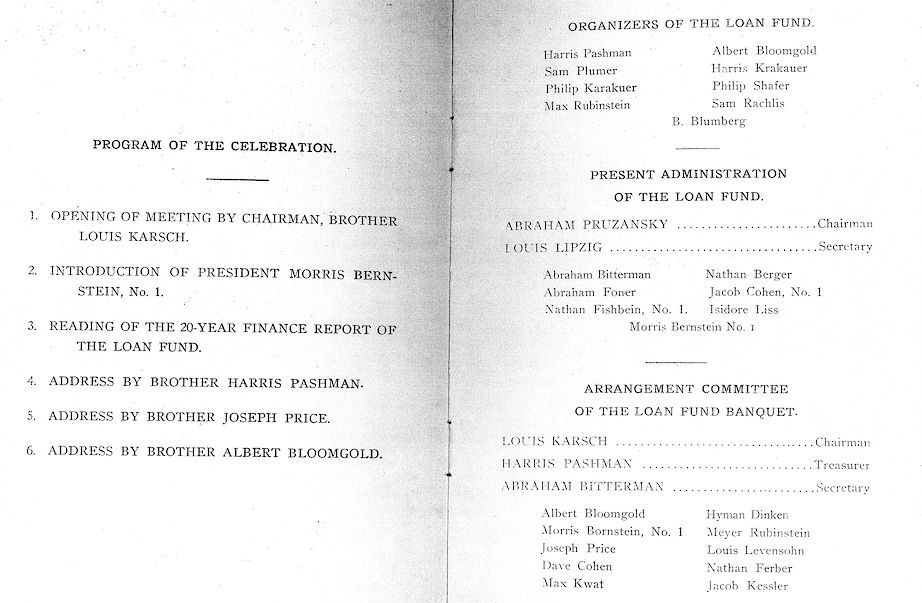 PROGRAM OF THE CELEBRATION.
1. OPENING OF MEETING BY CHAIRMAN, BROTHER
LOUIS KARSCH.
2. INTRODUCTION OF PRESIDENT MORRIS BERN-
STEIN, No. 1.
3. READING OF THE 20-YEAR FINANCE REPORT OF
THE LOAN FUND.
4. ADDRESS BY BROTHER HARRIS PASHMAN.
5. ADDRESS BY BROTHER JOSEPH PRICE.
6. ADDRESS BY BROTHER ALBERT BLOOMGOLD.
ORGANIZERS OF THE LOAN FUND.
Harris Pashman Albert Bloomgold
Sam Plumer Harris Krakauer
Philip Karakuer Philip Shafer
Max Rubinstein Sam Rachlis
B. Blumberg
PRESENT ADMINISTRATION
OF THE LOAN FUND.
ABRAHAM PRUZANSKY ......................Chairman
LOUIS LIPZIG .................................Secretary
Abraham Bitterman Nathan Berger
Abraham Foner Jacob Cohen, No. 1
Nathan Fishbein, No. 1. Isidore Liss
Morris Bernstein No. 1
ARRANGEMENT COMMITTEE
OF THE LOAN FUND BANQUET.
LOUIS KARSCH ................................Chairman
HARRIS PASHMAN ...........................Treasurer
ABRAHAM BITTERMAN .......................Secretary
Albert Bloomgold Hyman Dinken
Morris Bornstein, No. 1 Meyer Rubinstein
Joseph Price Louis Levensohn
Dave Cohen Nathan Ferber
Max Kwat Jacob Kessler